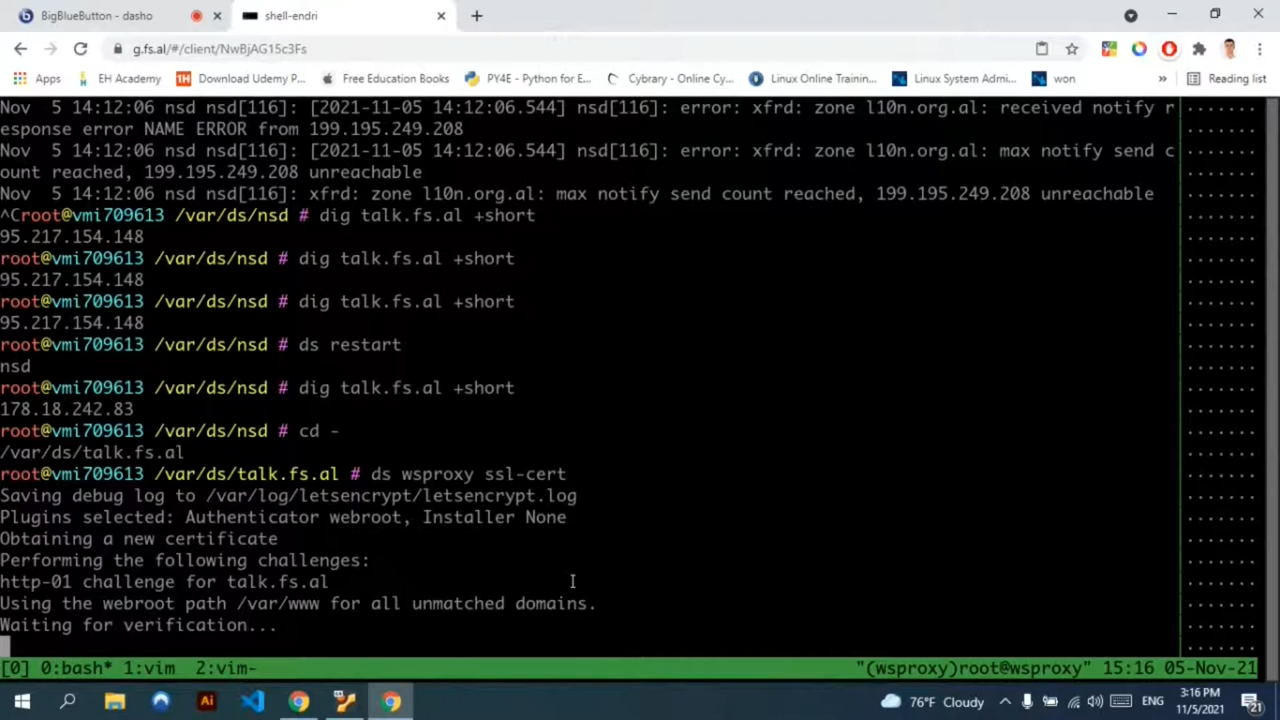 BigBlueButton - dasho
shell-endri
g.fs.al/#/client/NwBjAG15c3Fs
Apps
EH Academy
Download Udemy P...
Free Education Books
PY4E - Python for E...
Cybrary - Online Cy...
Linux Online Trainin...
Linux System Admi...
won
»
Reading list
Nov  5 14:12:06 nsd nsd[116]: [2021-11-05 14:12:06.544] nsd[116]: error: xfrd: zone l10n.org.al: received notify r
esponse error NAME ERROR from 199.195.249.208
Nov  5 14:12:06 nsd nsd[116]: [2021-11-05 14:12:06.544] nsd[116]: error: xfrd: zone l10n.org.al: max notify send c
ount reached, 199.195.249.208 unreachable
Nov  5 14:12:06 nsd nsd[116]: xfrd: zone l10n.org.al: max notify send count reached, 199.195.249.208 unreachable
^Croot@vmi709613 /var/ds/nsd # dig talk.fs.al +short
95.217.154.148
root@vmi709613 /var/ds/nsd # dig talk.fs.al +short
95.217.154.148
root@vmi709613 /var/ds/nsd # dig talk.fs.al +short
95.217.154.148
root@vmi709613 /var/ds/nsd # ds restart
nsd
root@vmi709613 /var/ds/nsd # dig talk.fs.al +short
178.18.242.83
root@vmi709613 /var/ds/nsd # cd -
/var/ds/talk.fs.al
root@vmi709613 /var/ds/talk.fs.al # ds wsproxy ssl-cert
Saving debug log to /var/log/letsencrypt/letsencrypt.log
Plugins selected: Authenticator webroot, Installer None
Obtaining a new certificate
Performing the following challenges:
http-01 challenge for talk.fs.al
Using the webroot path /var/www for all unmatched domains.
Waiting for verification...
[0] 0:bash* 1:vim  2:vim-
"(wsproxy)root@wsproxy" 15:16 05-Nov-21
Ai
76°F Cloudy
ENG
3:16 PM
11/5/2021
21